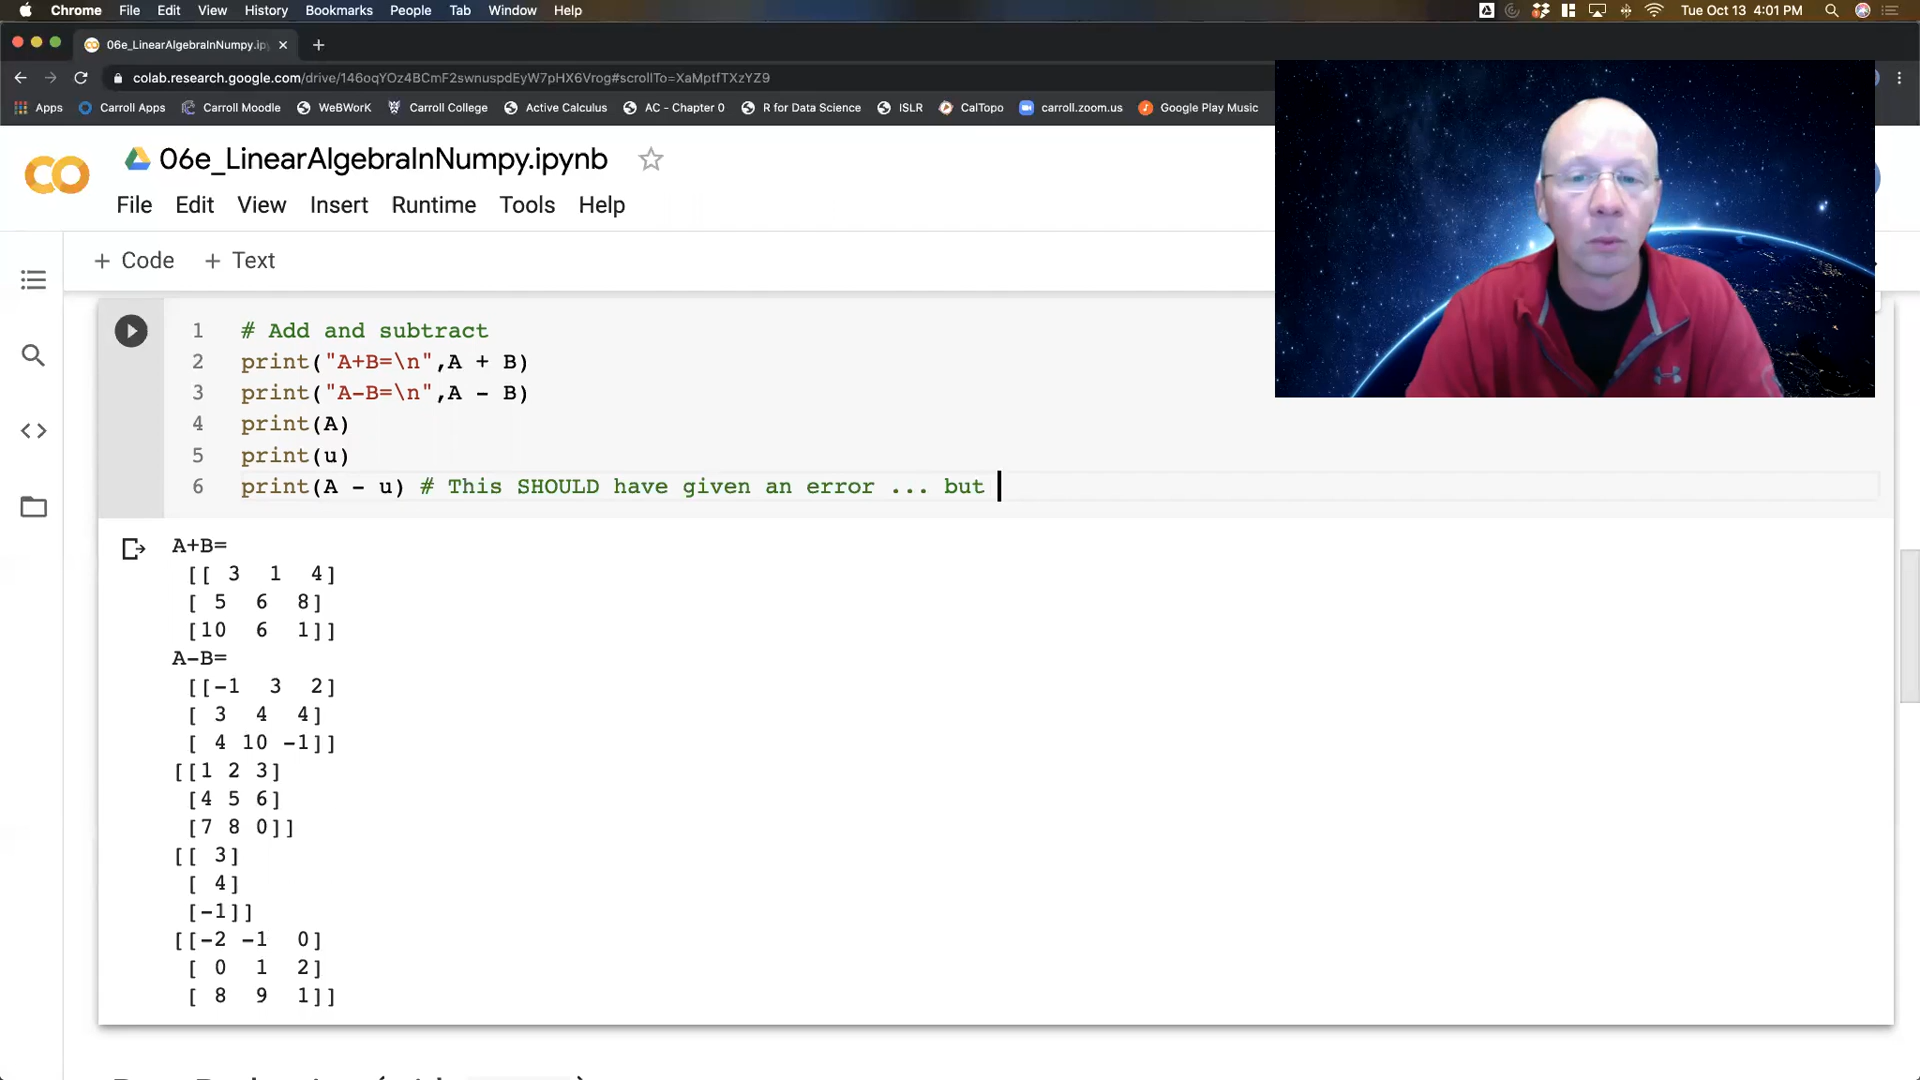 Chrome File Edit View History Bookmarks People Tab Window Help Tue Oct 13 4:01 PM
06e_LinearAlgebraInNumpy.ip
colab.research.google.com/drive/146oqYOz4BCmF2swnuspdEyW7pHX6Vrog#scrollTo=XaMptfTXzYZ9
Apps Carroll Apps Carroll Moodle WeBWorK Carroll College Active Calculus AC - Chapter 0 R for Data Science ISLR CalTopo carroll.zoom.us Google Play Music
06e_LinearAlgebraInNumpy.ipynb
File Edit View Insert Runtime Tools Help
+ Code + Text
1 # Add and subtract
2 print("A+B=\n",A + B)
3 print("A-B=\n",A - B)
4 print(A)
5 print(u)
6 print(A - u) # This SHOULD have given an error ... but
A+B=
[[ 3 1 4]
[ 5 6 8]
[10 6 1]]
A-B=
[[-1 3 2]
[ 3 4 4]
[ 4 10 -1]]
[[1 2 3]
[4 5 6]
[7 8 0]]
[[ 3]
[ 4]
[-1]]
[[-2 -1 0]
[ 0 1 2]
[ 8 9 1]]